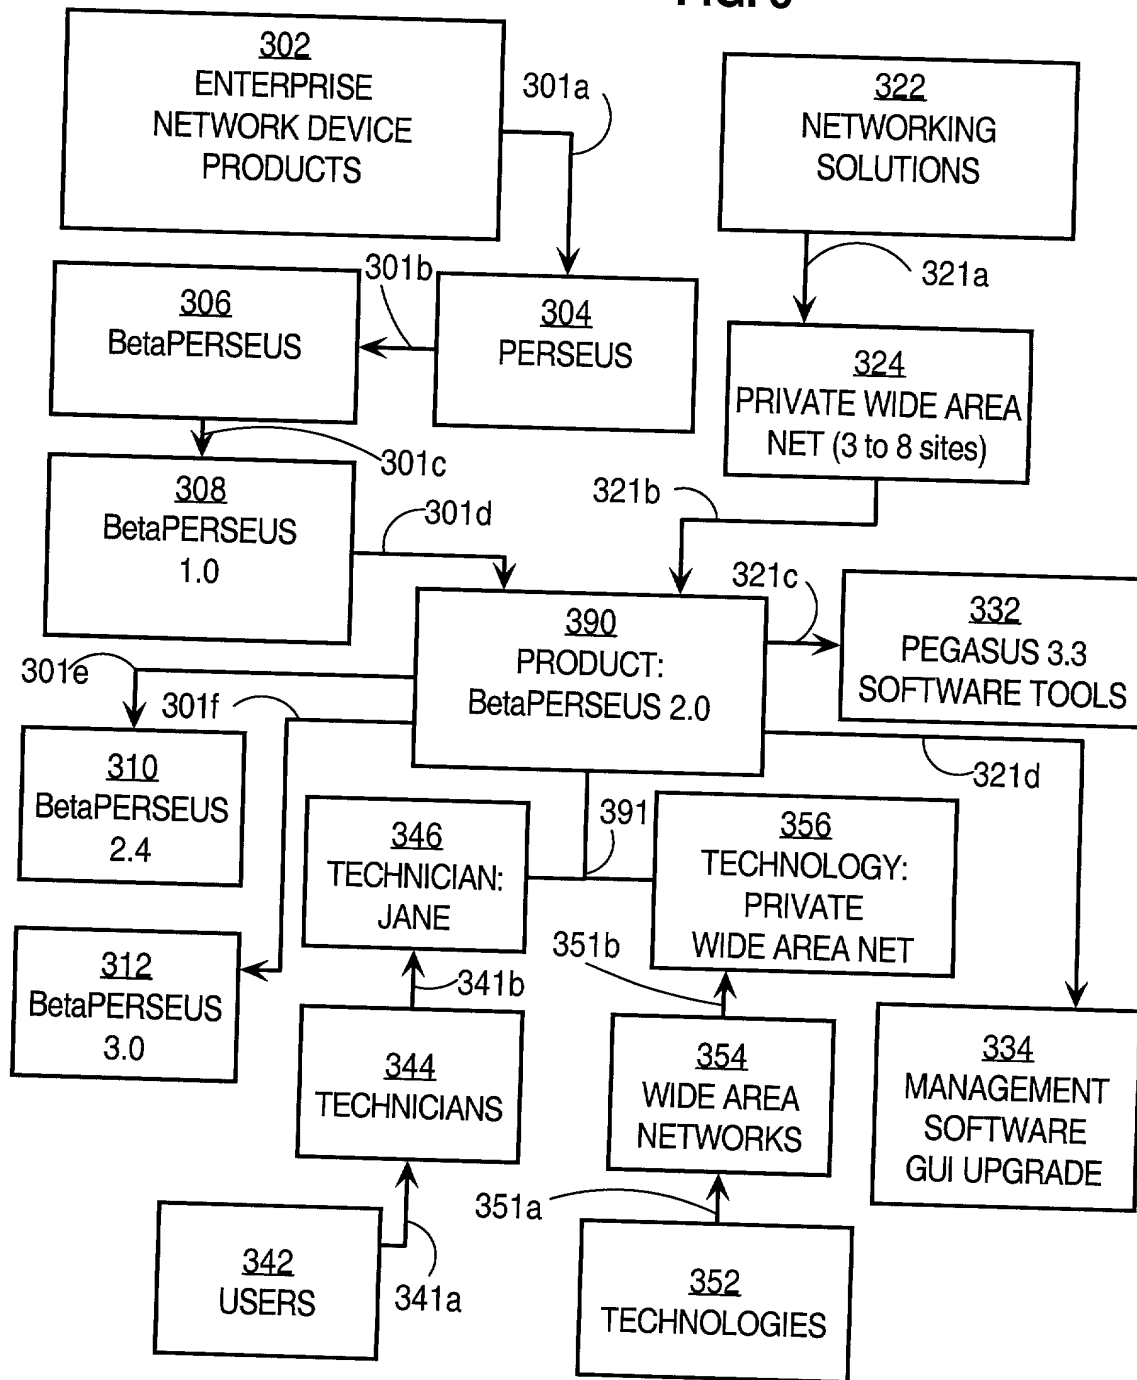 302
ENTERPRISE
NETWORK DEVICE
PRODUCTS
301a
322
NETWORKING
SOLUTIONS
321a
301b
306
BetaPERSEUS
304
PERSEUS
324
PRIVATE WIDE AREA
NET (3 to 8 sites)
301c
308
BetaPERSEUS
1.0
301d
321b
321c
390
PRODUCT:
BetaPERSEUS 2.0
332
PEGASUS 3.3
SOFTWARE TOOLS
301e
301f
321d
310
BetaPERSEUS
2.4
346
TECHNICIAN:
JANE
391
356
TECHNOLOGY:
PRIVATE
WIDE AREA NET
312
BetaPERSEUS
3.0
341b
351b
344
TECHNICIANS
354
WIDE AREA
NETWORKS
334
MANAGEMENT
SOFTWARE
GUI UPGRADE
351a
342
USERS
341a
352
TECHNOLOGIES